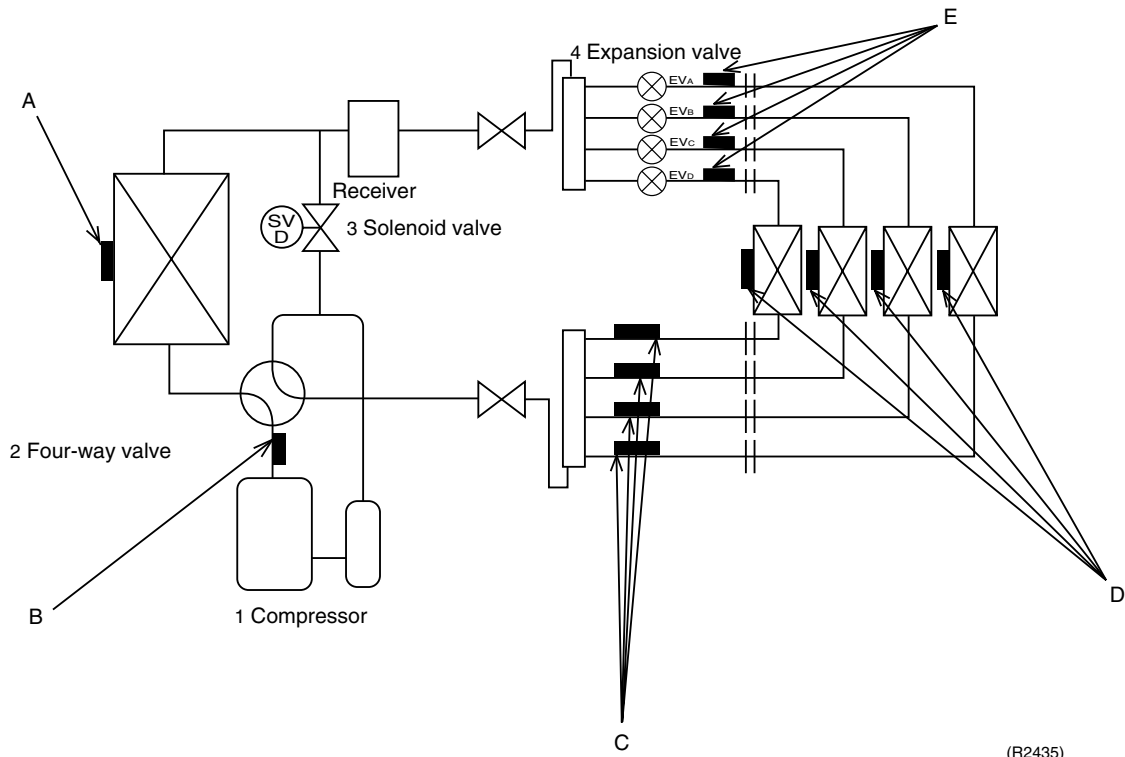 E
4 Expansion valve
A
EVA
EVB
EVC
EVD
Receiver
SV
D
3 Solenoid valve
2 Four-way valve
B
1 Compressor
D
C
(R2435)